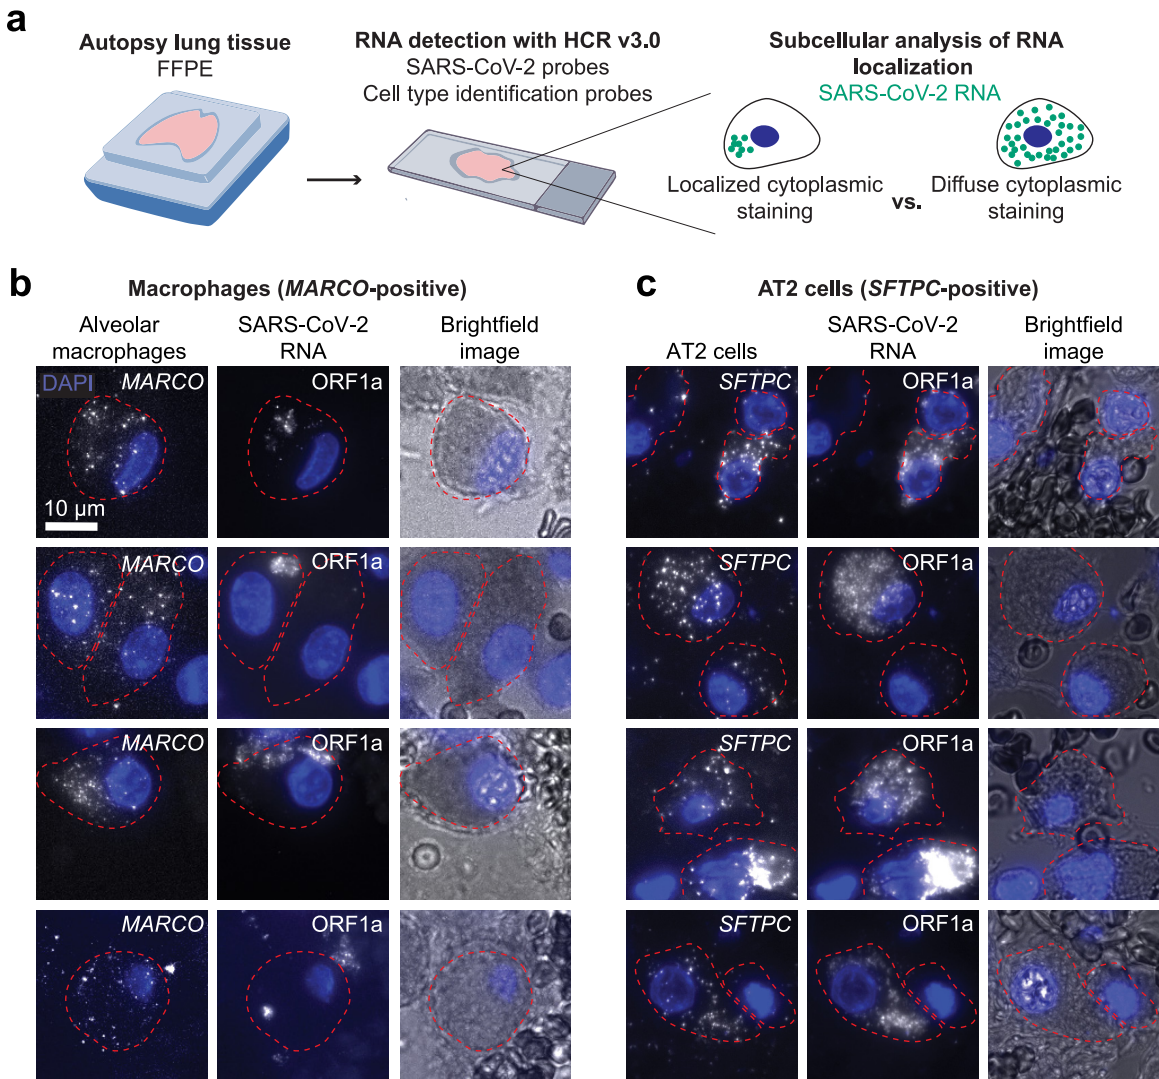 a
Autopsy lung tissue
FFPE
RNA detection with HCR v3.0
SARS-CoV-2 probes
Cell type identification probes
Subcellular analysis of RNA
localization
SARS-CoV-2 RNA
Localized cytoplasmic
staining
vs.
Diffuse cytoplasmic
staining
b
Macrophages (MARCO-positive)
Alveolar
macrophages
SARS-CoV-2
RNA
Brightfield
image
DAPI
MARCO
ORF1a
10 µm
MARCO
ORF1a
MARCO
ORF1a
MARCO
ORF1a
c
AT2 cells (SFTPC-positive)
AT2 cells
SARS-CoV-2
RNA
Brightfield
image
SFTPC
ORF1a
SFTPC
ORF1a
SFTPC
ORF1a
SFTPC
ORF1a